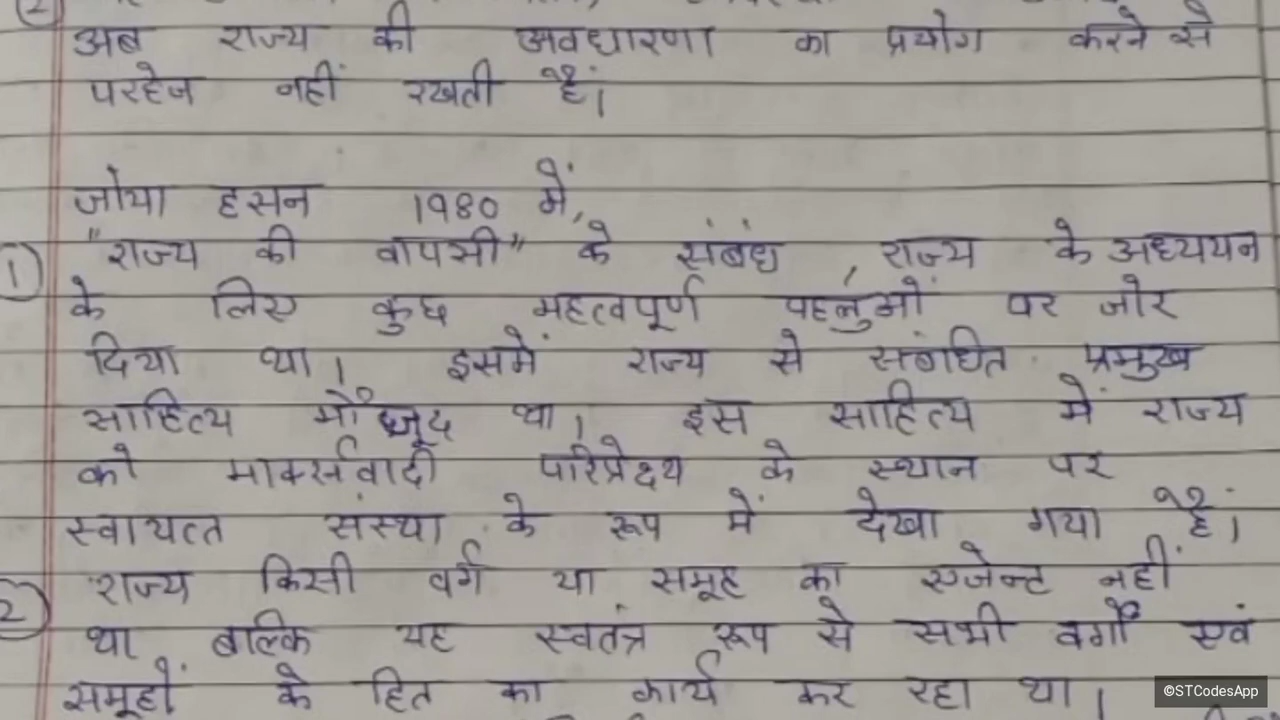 अब राज्य की अवधारणा का प्रयोग करने से
परहेज नहीं रखती हैं।
जोया हसन 1980 में,
① "राज्य की वापसी" के संबंध, राज्य के अध्ययन
के लिए कुछ महत्वपूर्ण पहलुओं पर जोर
दिया था। इसमें राज्य से संबंधित प्रमुख
साहित्य मौजूद था। इस साहित्य में राज्य
को मार्क्सवादी परिप्रेक्ष्य के स्थान पर
स्वायत्त संस्था के रूप में देखा गया है।
राज्य किसी वर्ग या समूह का एजेन्ट नहीं
② था बल्कि यह स्वतंत्र रूप से सभी वर्गों एवं
समूहों के हित का कार्य कर रहा था।
©STCodesApp